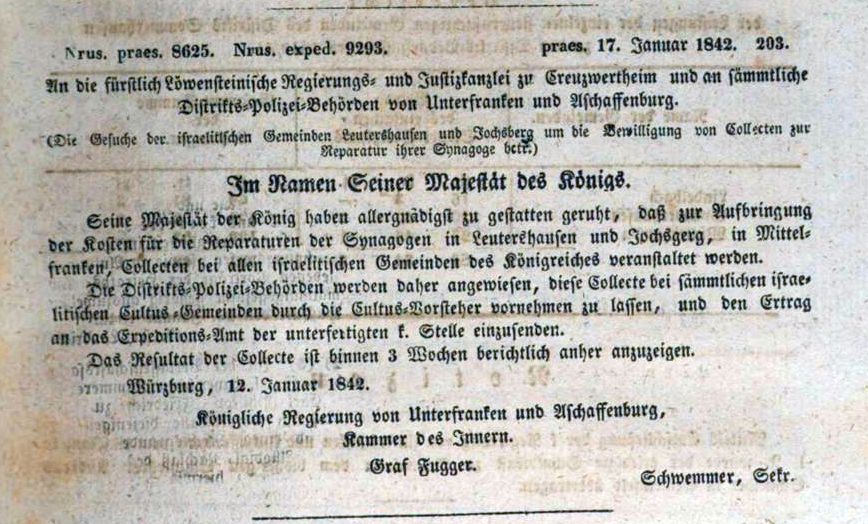 Nrus. praes. 8625. Nrus. exped. 9293. praes. 17. Januar 1842. 203.
An die fürstlich Löwensteinische Regierungs- und Justizkanzlei zu Creuzwertheim und an sämmtliche
Distrikts-Polizei-Behörden von Unterfranken und Aschaffenburg.
(Die Gesuche der israelitischen Gemeinden Leutershausen und Jochsberg um die Bewilligung von Collecten zur
Reparatur ihrer Synagoge betr.)
Im Namen Seiner Majestät des Königs.
Seine Majestät der König haben allergnädigst zu gestatten geruht, daß zur Aufbringung
der Kosten für die Reparaturen der Synagogen in Leutershausen und Jochsgerg, in Mittel-
franken, Collecten bei allen israelitischen Gemeinden des Königreiches veranstaltet werden.
Die Distrikts-Polizei-Behörden werden daher angewiesen, diese Collecte bei sämmtlichen israe-
litischen Cultus-Gemeinden durch die Cultus-Vorsteher vornehmen zu lassen, und den Ertrag
an das Expeditions-Amt der unterfertigten k. Stelle einzusenden.
Das Resultat der Collecte ist binnen 3 Wochen berichtlich anher anzuzeigen.
Würzburg, 12. Januar 1842.
Königliche Regierung von Unterfranken und Aschaffenburg,
Kammer des Innern.
Graf Fugger.
Schwemmer, Sekr.